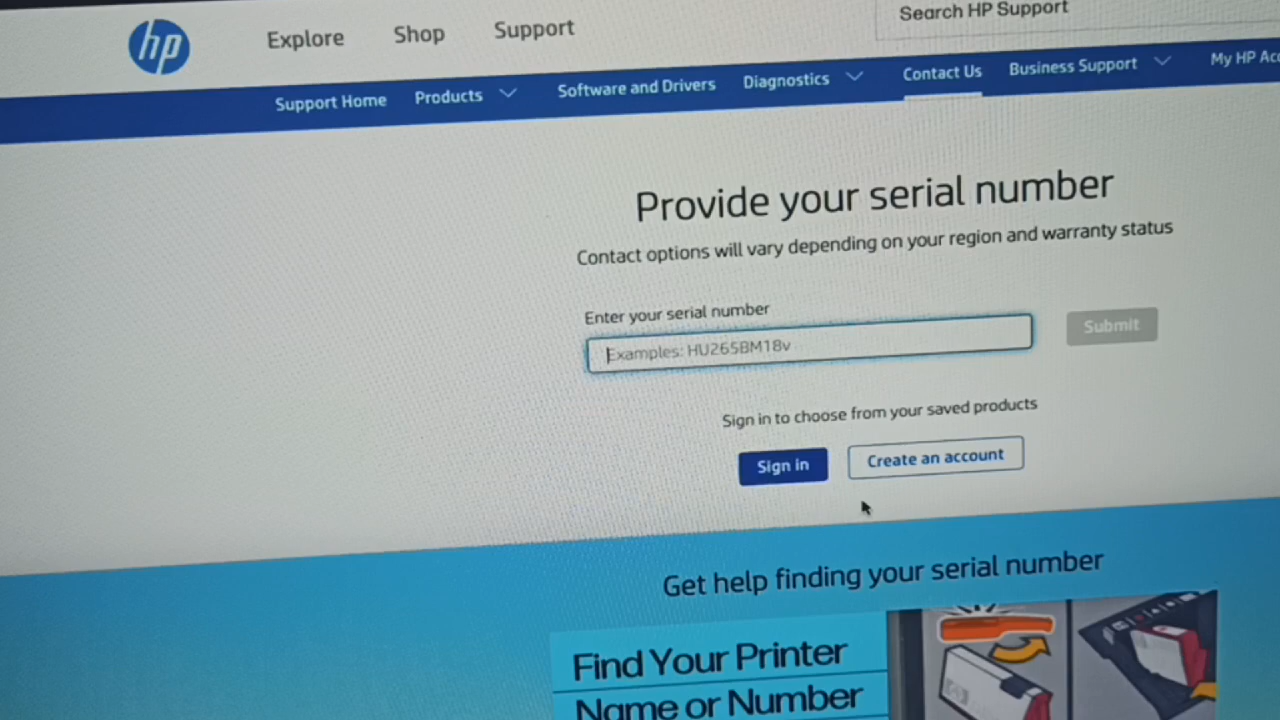 hp
Explore
Shop
Support
Search HP Support
Support Home
Products
Software and Drivers
Diagnostics
Contact Us
Business Support
My HP Acc
Provide your serial number
Contact options will vary depending on your region and warranty status
Enter your serial number
Examples: HU265BM18v
Submit
Sign in to choose from your saved products
Sign in
Create an account
Get help finding your serial number
Find Your Printer
Name or Number